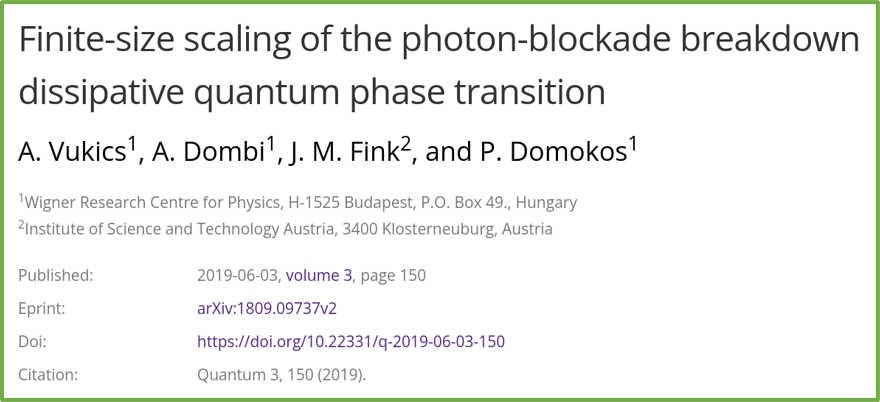 Finite-size scaling of the photon-blockade breakdown
dissipative quantum phase transition
A. Vukics1, A. Dombi1, J. M. Fink2, and P. Domokos1
1Wigner Research Centre for Physics, H-1525 Budapest, P.O. Box 49., Hungary
2Institute of Science and Technology Austria, 3400 Klosterneuburg, Austria
Published: 2019-06-03, volume 3, page 150
Eprint: arXiv:1809.09737v2
Doi: https://doi.org/10.22331/q-2019-06-03-150
Citation: Quantum 3, 150 (2019).